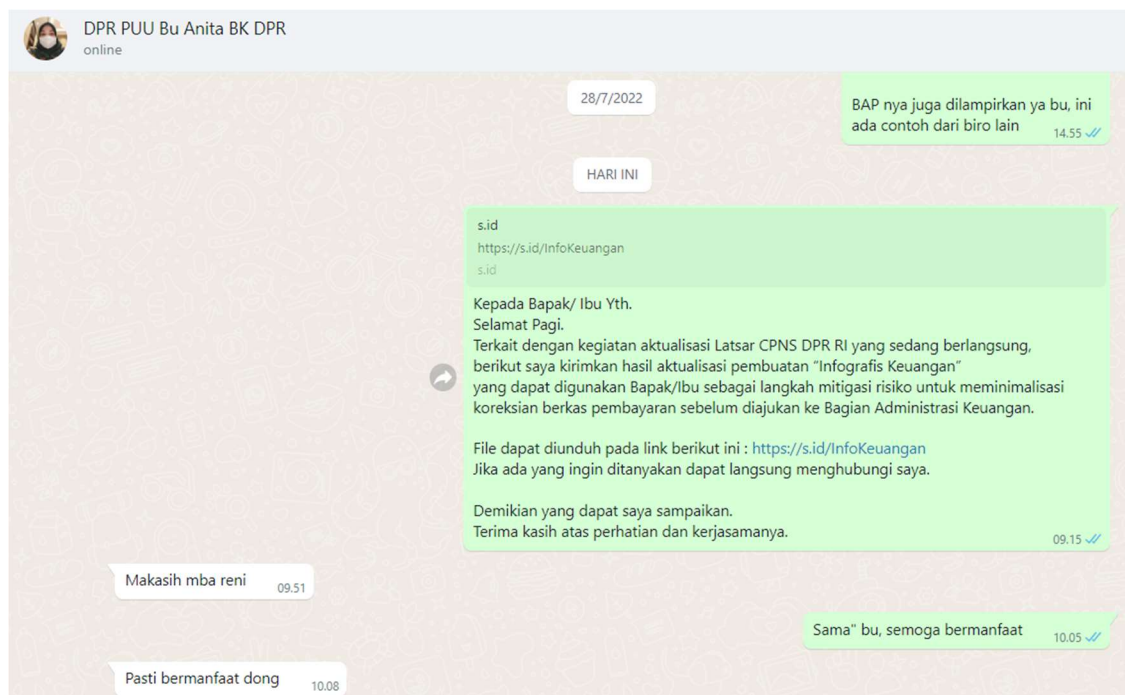 DPR PUU Bu Anita BK DPR
online
28/7/2022
BAP nya juga dilampirkan ya bu, ini
ada contoh dari biro lain
14.55
HARI INI
s.id
https://s.id/InfoKeuangan
s.id
Kepada Bapak/ Ibu Yth.
Selamat Pagi.
Terkait dengan kegiatan aktualisasi Latsar CPNS DPR RI yang sedang berlangsung,
berikut saya kirimkan hasil aktualisasi pembuatan “Infografis Keuangan”
yang dapat digunakan Bapak/Ibu sebagai langkah mitigasi risiko untuk meminimalisasi
koreksian berkas pembayaran sebelum diajukan ke Bagian Administrasi Keuangan.
File dapat diunduh pada link berikut ini : https://s.id/InfoKeuangan
Jika ada yang ingin ditanyakan dapat langsung menghubungi saya.
Demikian yang dapat saya sampaikan.
Terima kasih atas perhatian dan kerjasamanya.
09.15
Makasih mba reni
09.51
Sama" bu, semoga bermanfaat
10.05
Pasti bermanfaat dong
10.08